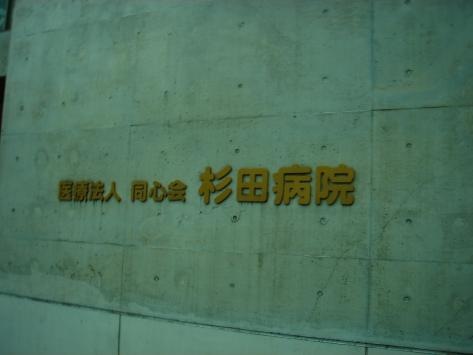 医療法人 同心会 杉田病院